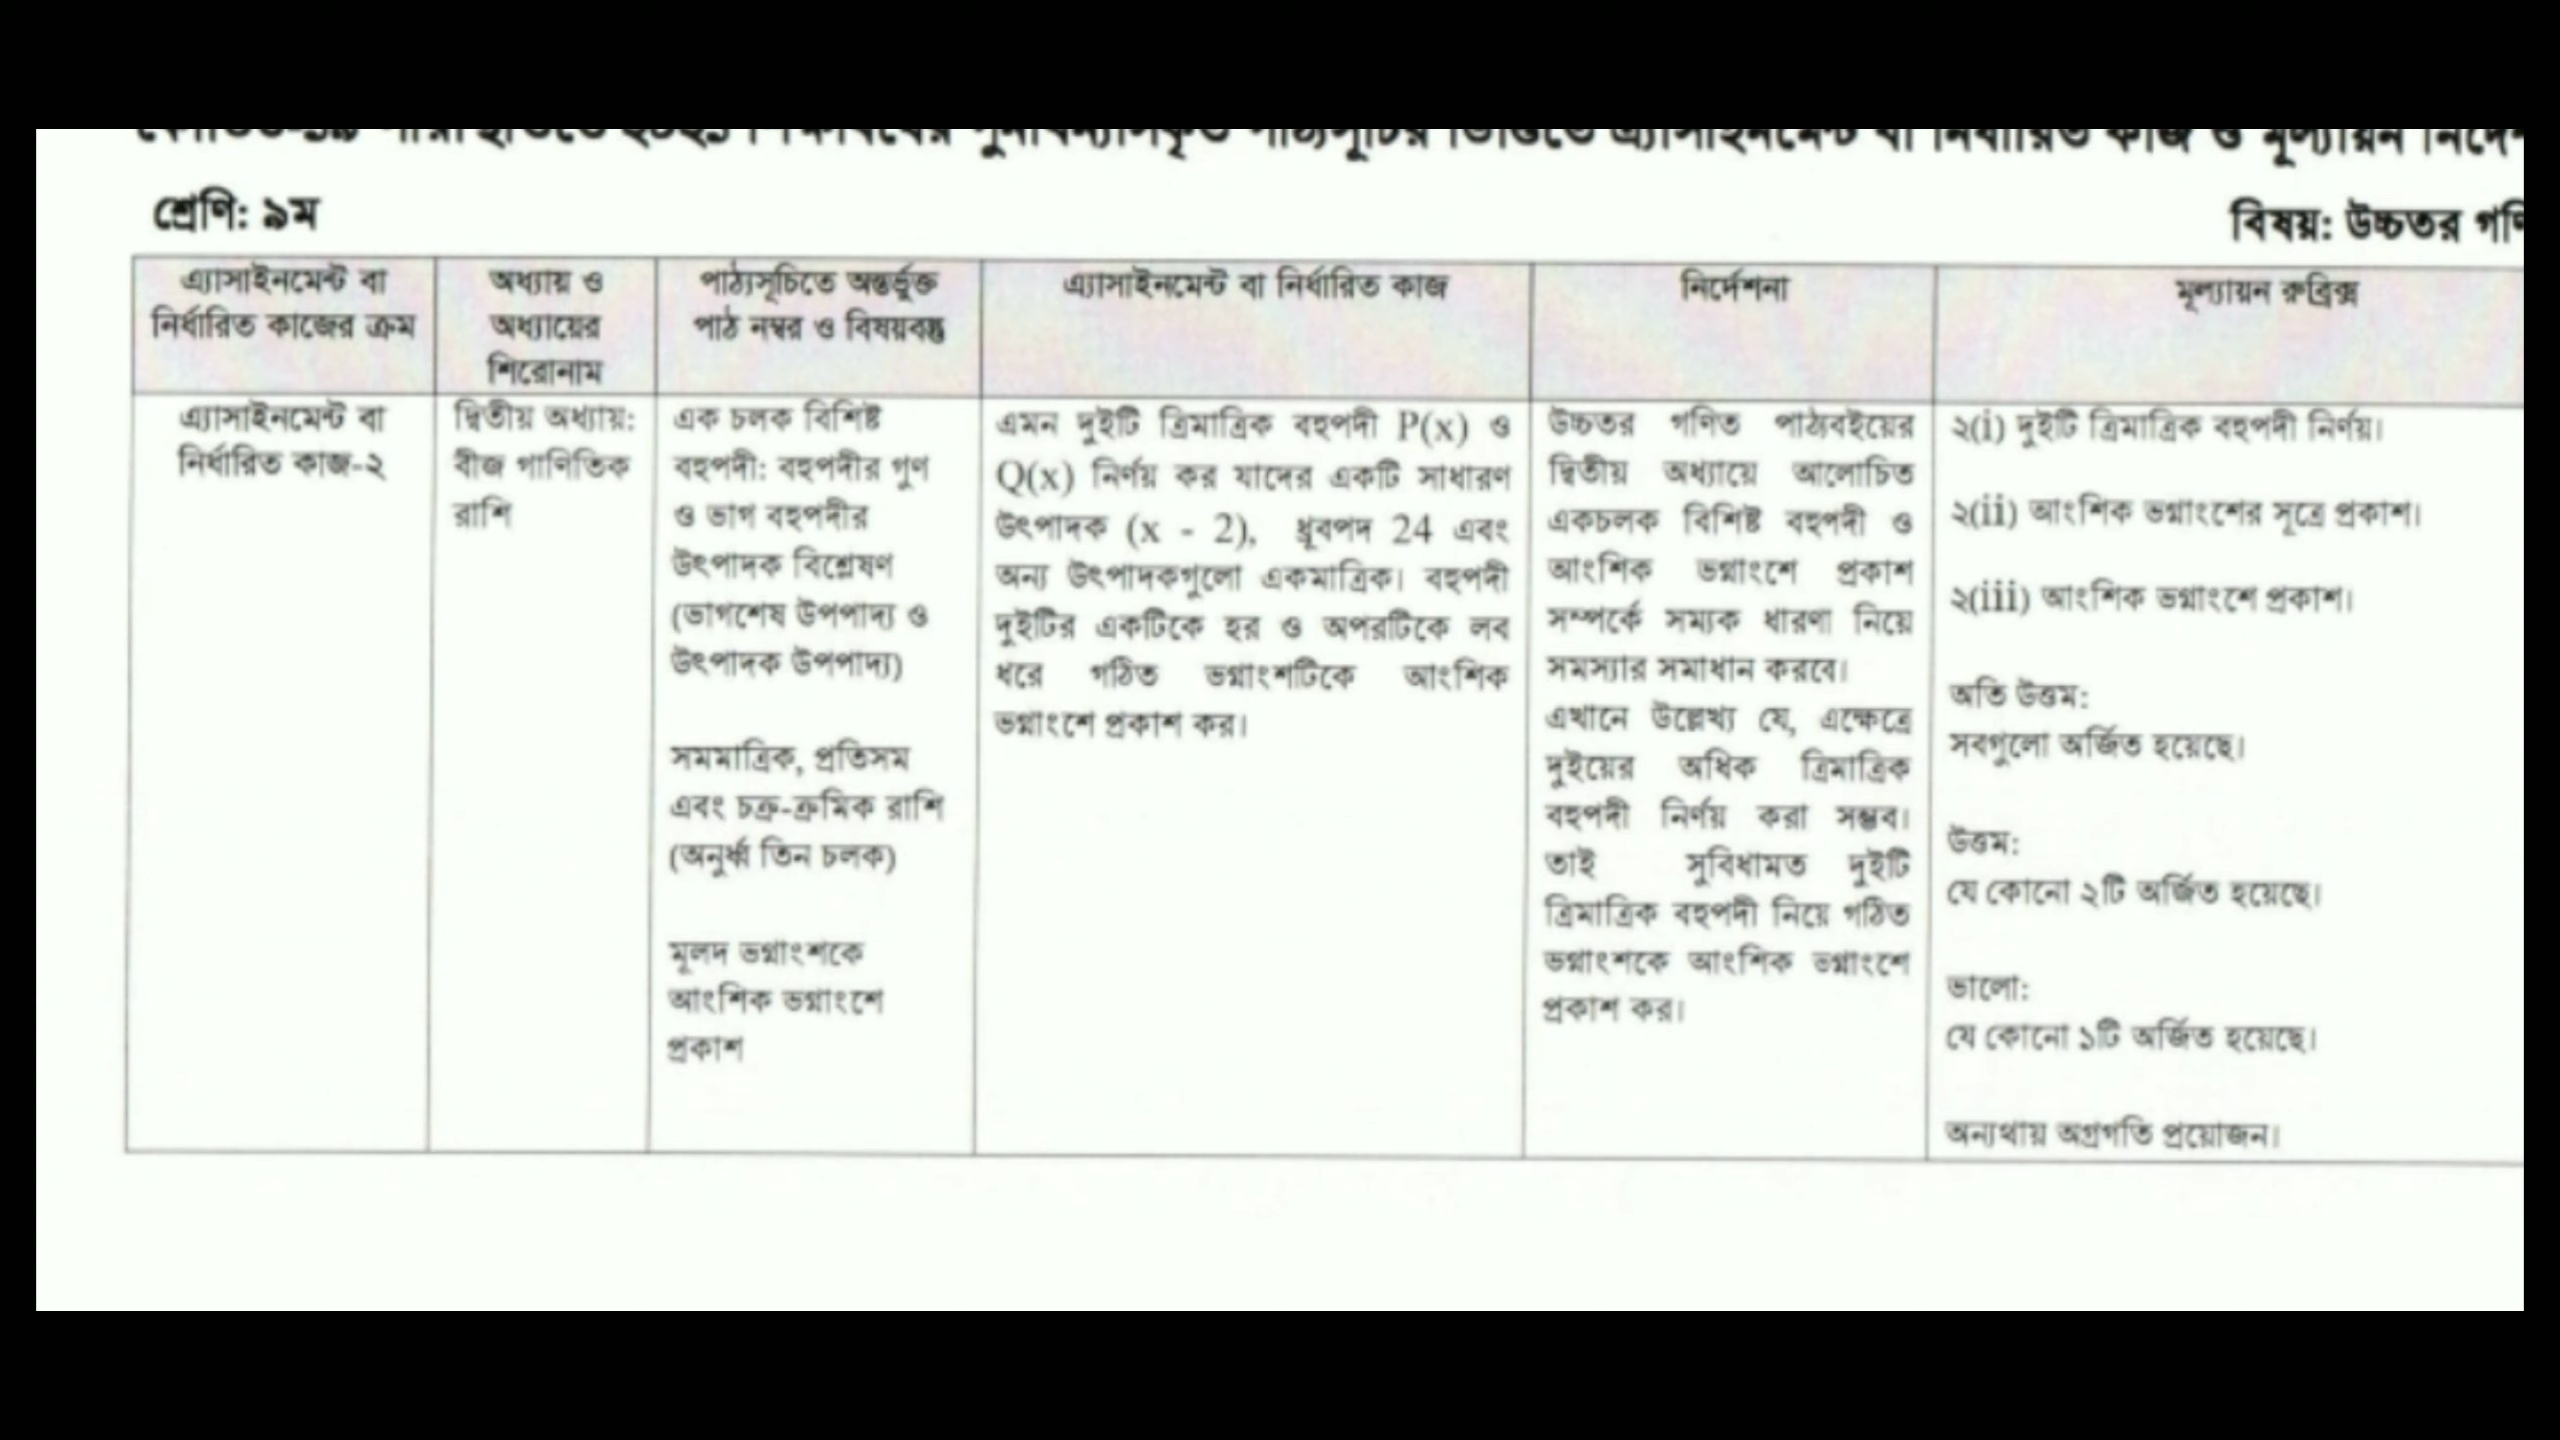 শ্রেণি: ৯ম
বিষয়: উচ্চতর
এ্যাসাইনমেন্ট বা
নির্ধারিত কাজের ক্রম
অধ্যায় ও
অধ্যায়ের
শিরোনাম
পাঠ্যসূচিতে অন্তর্ভুক্ত
পাঠ নম্বর ও বিষয়বস্তু
এ্যাসাইনমেন্ট বা নির্ধারিত কাজ
নির্দেশনা
মূল্যায়ন রুব্রিক্স
এ্যাসাইনমেন্ট বা
নির্ধারিত কাজ-২
দ্বিতীয় অধ্যায়:
বীজ গাণিতিক
রাশি
এক চলক বিশিষ্ট
বহুপদী: বহুপদীর গুণ
ও ভাগ বহুপদীর
উৎপাদক বিশ্লেষণ
(ভাগশেষ উপপাদ্য ও
উৎপাদক উপপাদ্য)
সমমাত্রিক, প্রতিসম
এবং চক্র-ক্রমিক রাশি
(অনুর্ধ্ব তিন চলক)
মূলদ ভগ্নাংশকে
আংশিক ভগ্নাংশে
প্রকাশ
এমন দুইটি ত্রিমাত্রিক বহুপদী P(x) ও
Q(x) নির্ণয় কর যাদের একটি সাধারণ
উৎপাদক (x - 2), ধ্রুবপদ 24 এবং
অন্য উৎপাদকগুলো একমাত্রিক। বহুপদী
দুইটির একটিকে হর ও অপরটিকে লব
ধরে গঠিত ভগ্নাংশটিকে আংশিক
ভগ্নাংশে প্রকাশ কর।
উচ্চতর গণিত পাঠ্যবইয়ের
দ্বিতীয় অধ্যায়ে আলোচিত
একচলক বিশিষ্ট বহুপদী ও
আংশিক ভগ্নাংশে প্রকাশ
সম্পর্কে সম্যক ধারণা নিয়ে
সমস্যার সমাধান করবে।
এখানে উল্লেখ্য যে, এক্ষেত্রে
দুইয়ের অধিক ত্রিমাত্রিক
বহুপদী নির্ণয় করা সম্ভব।
তাই সুবিধামত দুইটি
ত্রিমাত্রিক বহুপদী নিয়ে গঠিত
ভগ্নাংশকে আংশিক ভগ্নাংশে
প্রকাশ কর।
২(i) দুইটি ত্রিমাত্রিক বহুপদী নির্ণয়।
২(ii) আংশিক ভগ্নাংশের সূত্রে প্রকাশ।
২(iii) আংশিক ভগ্নাংশে প্রকাশ।
অতি উত্তম:
সবগুলো অর্জিত হয়েছে।
উত্তম:
যে কোনো ২টি অর্জিত হয়েছে।
ভালো:
যে কোনো ১টি অর্জিত হয়েছে।
অন্যথায় অগ্রগতি প্রয়োজন।